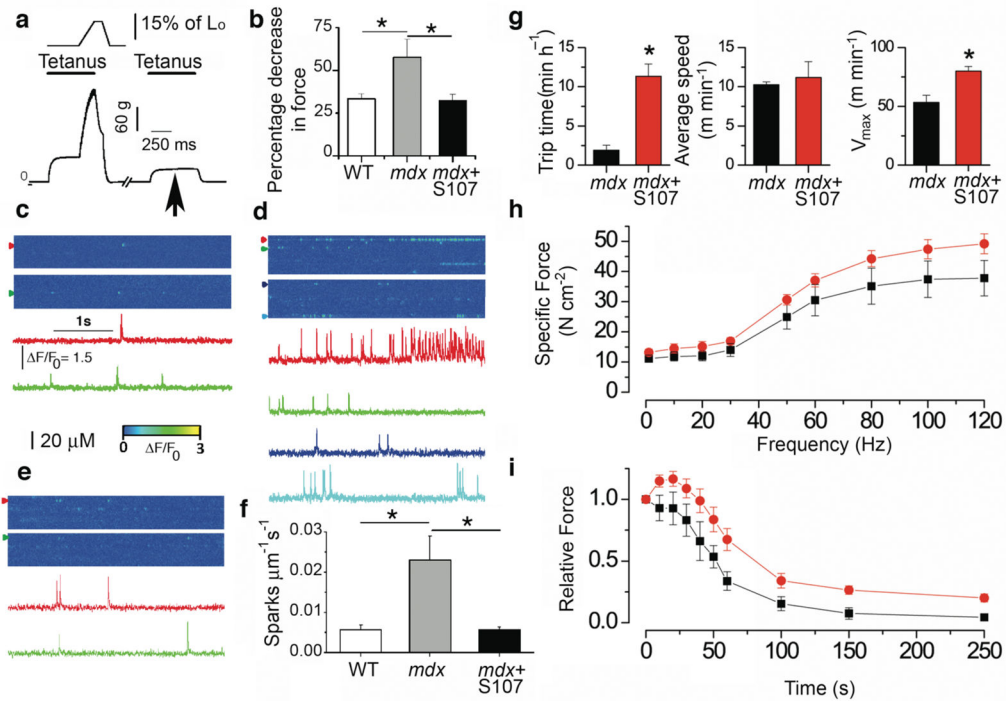 a
15% of Lo
Tetanus
Tetanus
60 g
250 ms
0
b
Percentage decrease
in force
75
50
25
0
*
*
WT
mdx
mdx+
S107
c
1s
ΔF/F0= 1.5
20 μM
0
ΔF/F0
3
d
e
f
Sparks μm-1s-1
0.03
0.02
0.01
0.00
*
*
WT
mdx
mdx+
S107
g
Trip time(min h-1)
15
10
5
0
*
mdx
mdx+
S107
Average speed
(m min-1)
15
10
5
0
mdx
mdx+
S107
Vmax (m min-1)
100
50
0
*
mdx
mdx+
S107
h
Specific Force
(N cm-2)
50
40
30
20
10
0
0
20
40
60
80
100
120
Frequency (Hz)
i
Relative Force
1.0
0.5
0.0
0
50
100
150
200
250
Time (s)